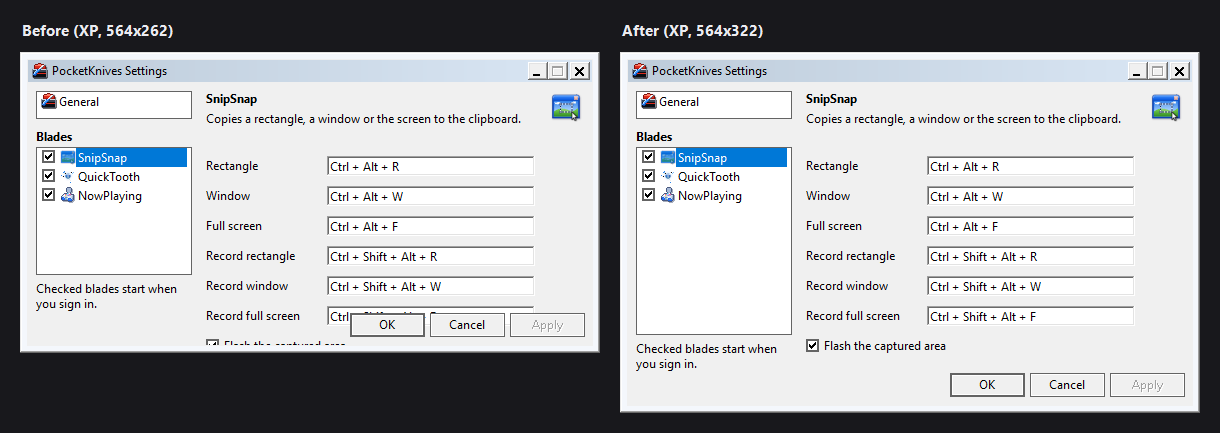 Before (XP, 564x262)
PocketKnives Settings
General
SnipSnap
Copies a rectangle, a window or the screen to the clipboard.
Blades
SnipSnap
QuickTooth
NowPlaying
Checked blades start when
you sign in.
Rectangle
Ctrl + Alt + R
Window
Ctrl + Alt + W
Full screen
Ctrl + Alt + F
Record rectangle
Ctrl + Shift + Alt + R
Record window
Ctrl + Shift + Alt + W
Record full screen
Flash the captured area
OK
Cancel
Apply
After (XP, 564x322)
PocketKnives Settings
General
SnipSnap
Copies a rectangle, a window or the screen to the clipboard.
Blades
SnipSnap
QuickTooth
NowPlaying
Checked blades start when
you sign in.
Rectangle
Ctrl + Alt + R
Window
Ctrl + Alt + W
Full screen
Ctrl + Alt + F
Record rectangle
Ctrl + Shift + Alt + R
Record window
Ctrl + Shift + Alt + W
Record full screen
Ctrl + Shift + Alt + F
Flash the captured area
OK
Cancel
Apply